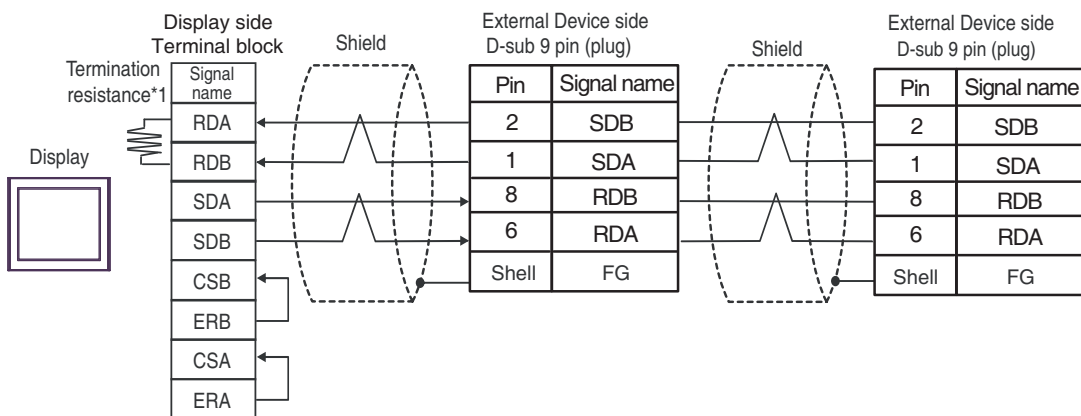 Display side
Terminal block
Shield
External Device side
D-sub 9 pin (plug)
Shield
External Device side
D-sub 9 pin (plug)
Termination
resistance*1
Display
Signal
name
RDA
RDB
SDA
SDB
CSB
ERB
CSA
ERA
Pin Signal name
2 SDB
1 SDA
8 RDB
6 RDA
Shell FG
Pin Signal name
2 SDB
1 SDA
8 RDB
6 RDA
Shell FG